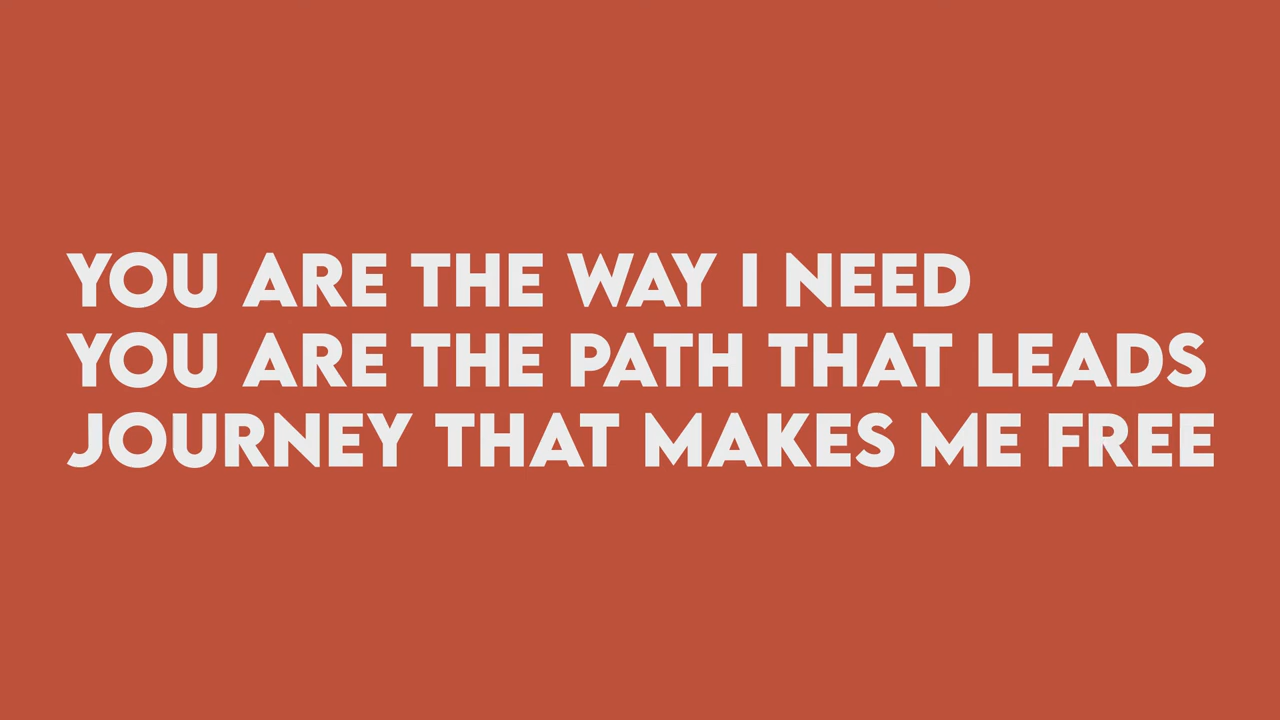 YOU ARE THE WAY I NEED
YOU ARE THE PATH THAT LEADS
JOURNEY THAT MAKES ME FREE